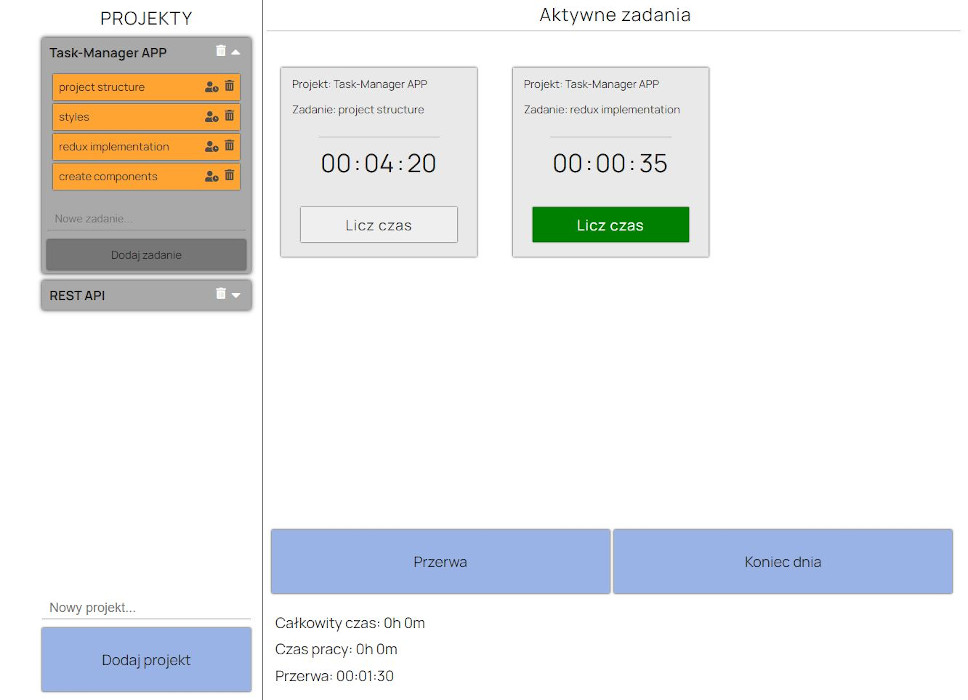 PROJEKTY
Task-Manager APP
project structure
styles
redux implementation
create components
Nowe zadanie...
Dodaj zadanie
REST API
Nowy projekt...
Dodaj projekt
Aktywne zadania
Projekt: Task-Manager APP
Zadanie: project structure
00:04:20
Licz czas
Projekt: Task-Manager APP
Zadanie: redux implementation
00:00:35
Licz czas
Przerwa
Koniec dnia
Całkowity czas: 0h 0m
Czas pracy: 0h 0m
Przerwa: 00:01:30